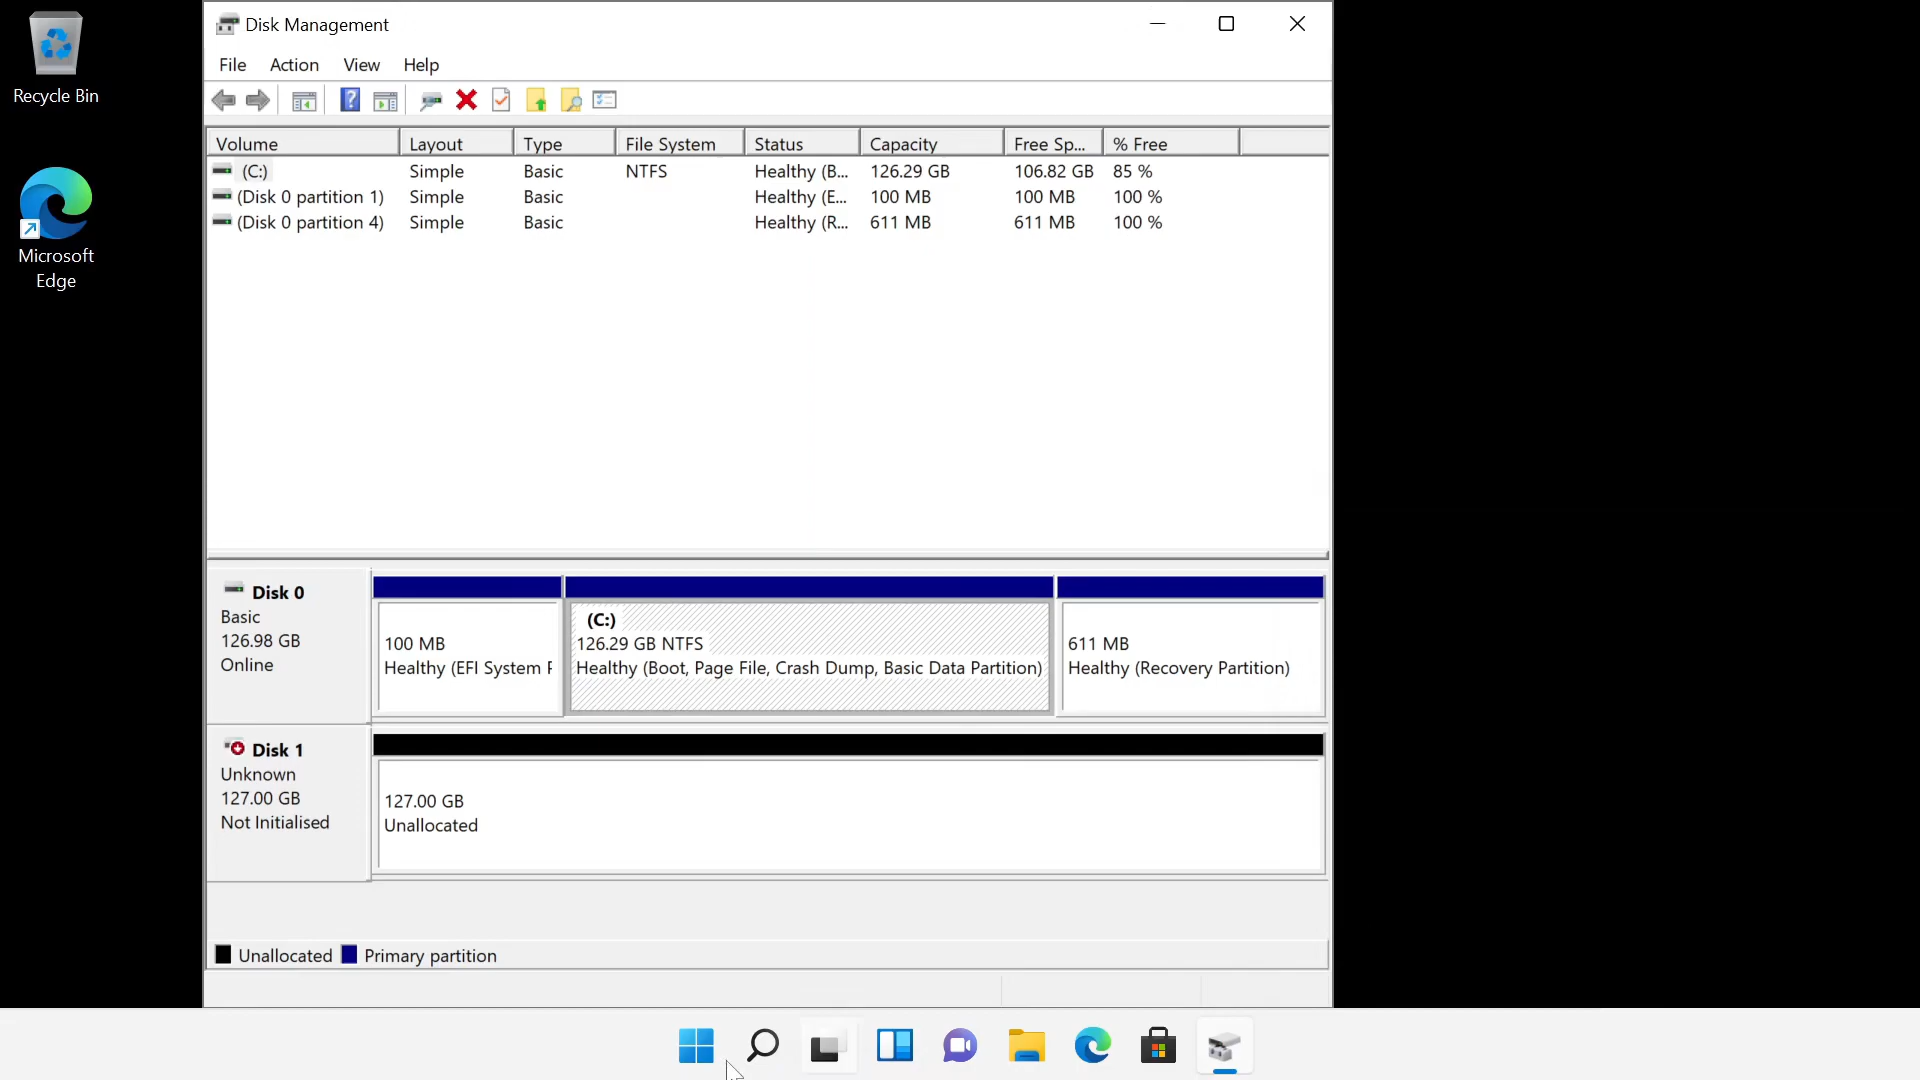 Recycle Bin
Microsoft
Edge
Disk Management
File Action View Help
Volume Layout Type File System Status Capacity Free Sp... % Free
(C:) Simple Basic NTFS Healthy (B... 126.29 GB 106.82 GB 85 %
(Disk 0 partition 1) Simple Basic Healthy (E... 100 MB 100 MB 100 %
(Disk 0 partition 4) Simple Basic Healthy (R... 611 MB 611 MB 100 %
Disk 0
Basic
126.98 GB
Online
100 MB
Healthy (EFI System P
(C:)
126.29 GB NTFS
Healthy (Boot, Page File, Crash Dump, Basic Data Partition)
611 MB
Healthy (Recovery Partition)
Disk 1
Unknown
127.00 GB
Not Initialised
127.00 GB
Unallocated
Unallocated Primary partition